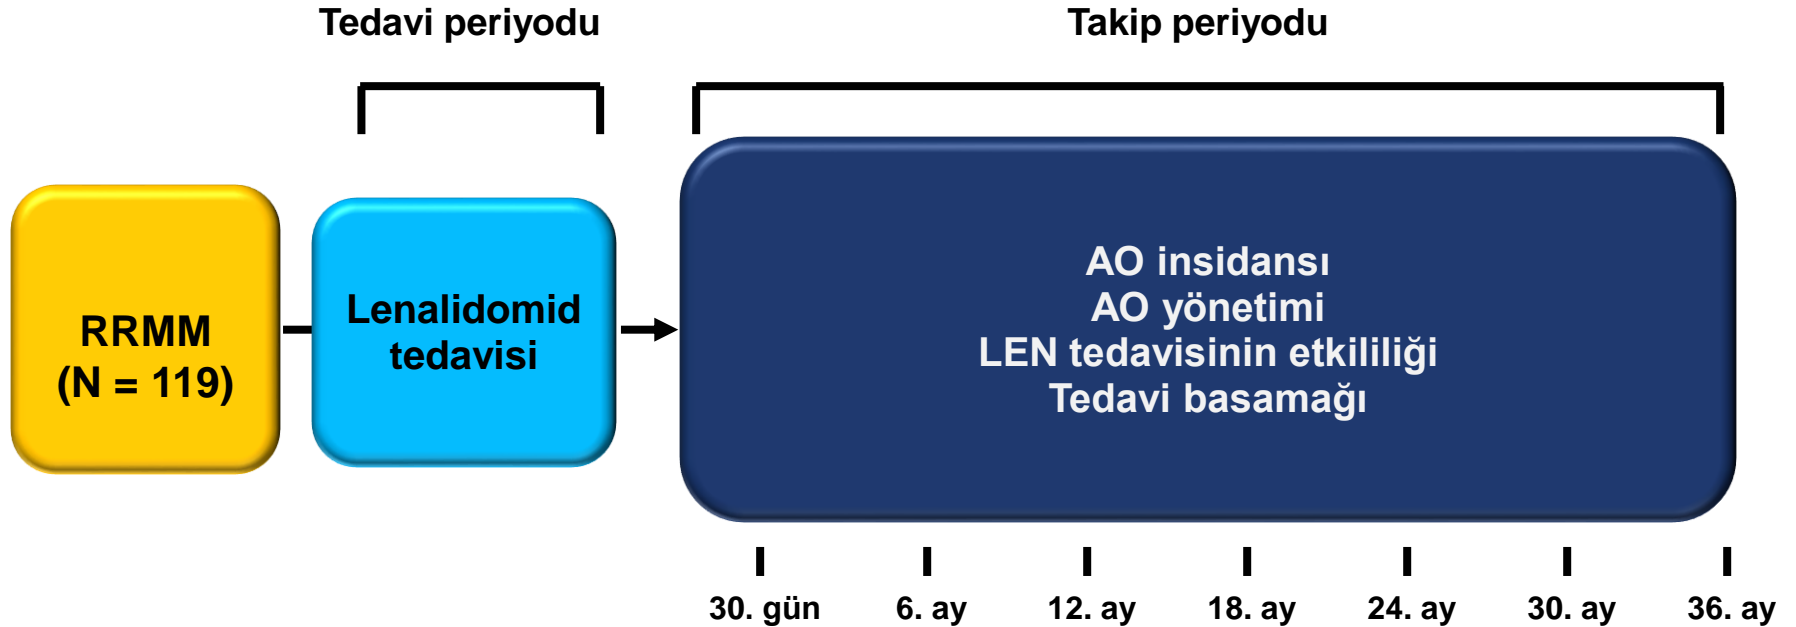 Tedavi periyodu
Takip periyodu
RRMM
(N = 119)
Lenalidomid
tedavisi
AO insidansı
AO yönetimi
LEN tedavisinin etkililiği
Tedavi basamağı
30. gün
6. ay
12. ay
18. ay
24. ay
30. ay
36. ay